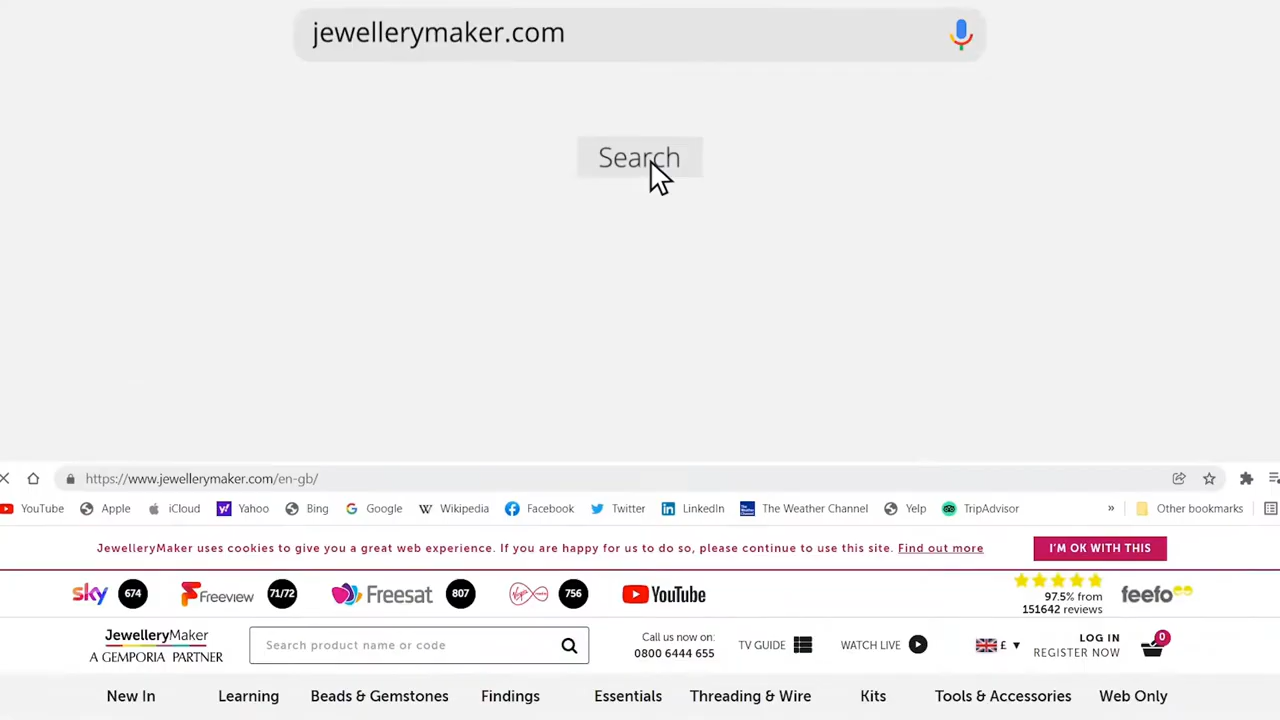 jewellerymaker.com
Search
https://www.jewellerymaker.com/en-gb/
YouTube Apple iCloud Yahoo Bing Google Wikipedia Facebook Twitter LinkedIn The Weather Channel Yelp TripAdvisor » Other bookmarks
JewelleryMaker uses cookies to give you a great web experience. If you are happy for us to do so, please continue to use this site. Find out more I'M OK WITH THIS
sky 674 Freeview 71/72 Freesat 807 Virgin media 756 YouTube 97.5% from feefo
151642 reviews
JewelleryMaker
A GEMPORIA PARTNER
Search product name or code
Call us now on:
0800 6444 655
TV GUIDE
WATCH LIVE
£ ▼
LOG IN
REGISTER NOW
0
New In Learning Beads & Gemstones Findings Essentials Threading & Wire Kits Tools & Accessories Web Only